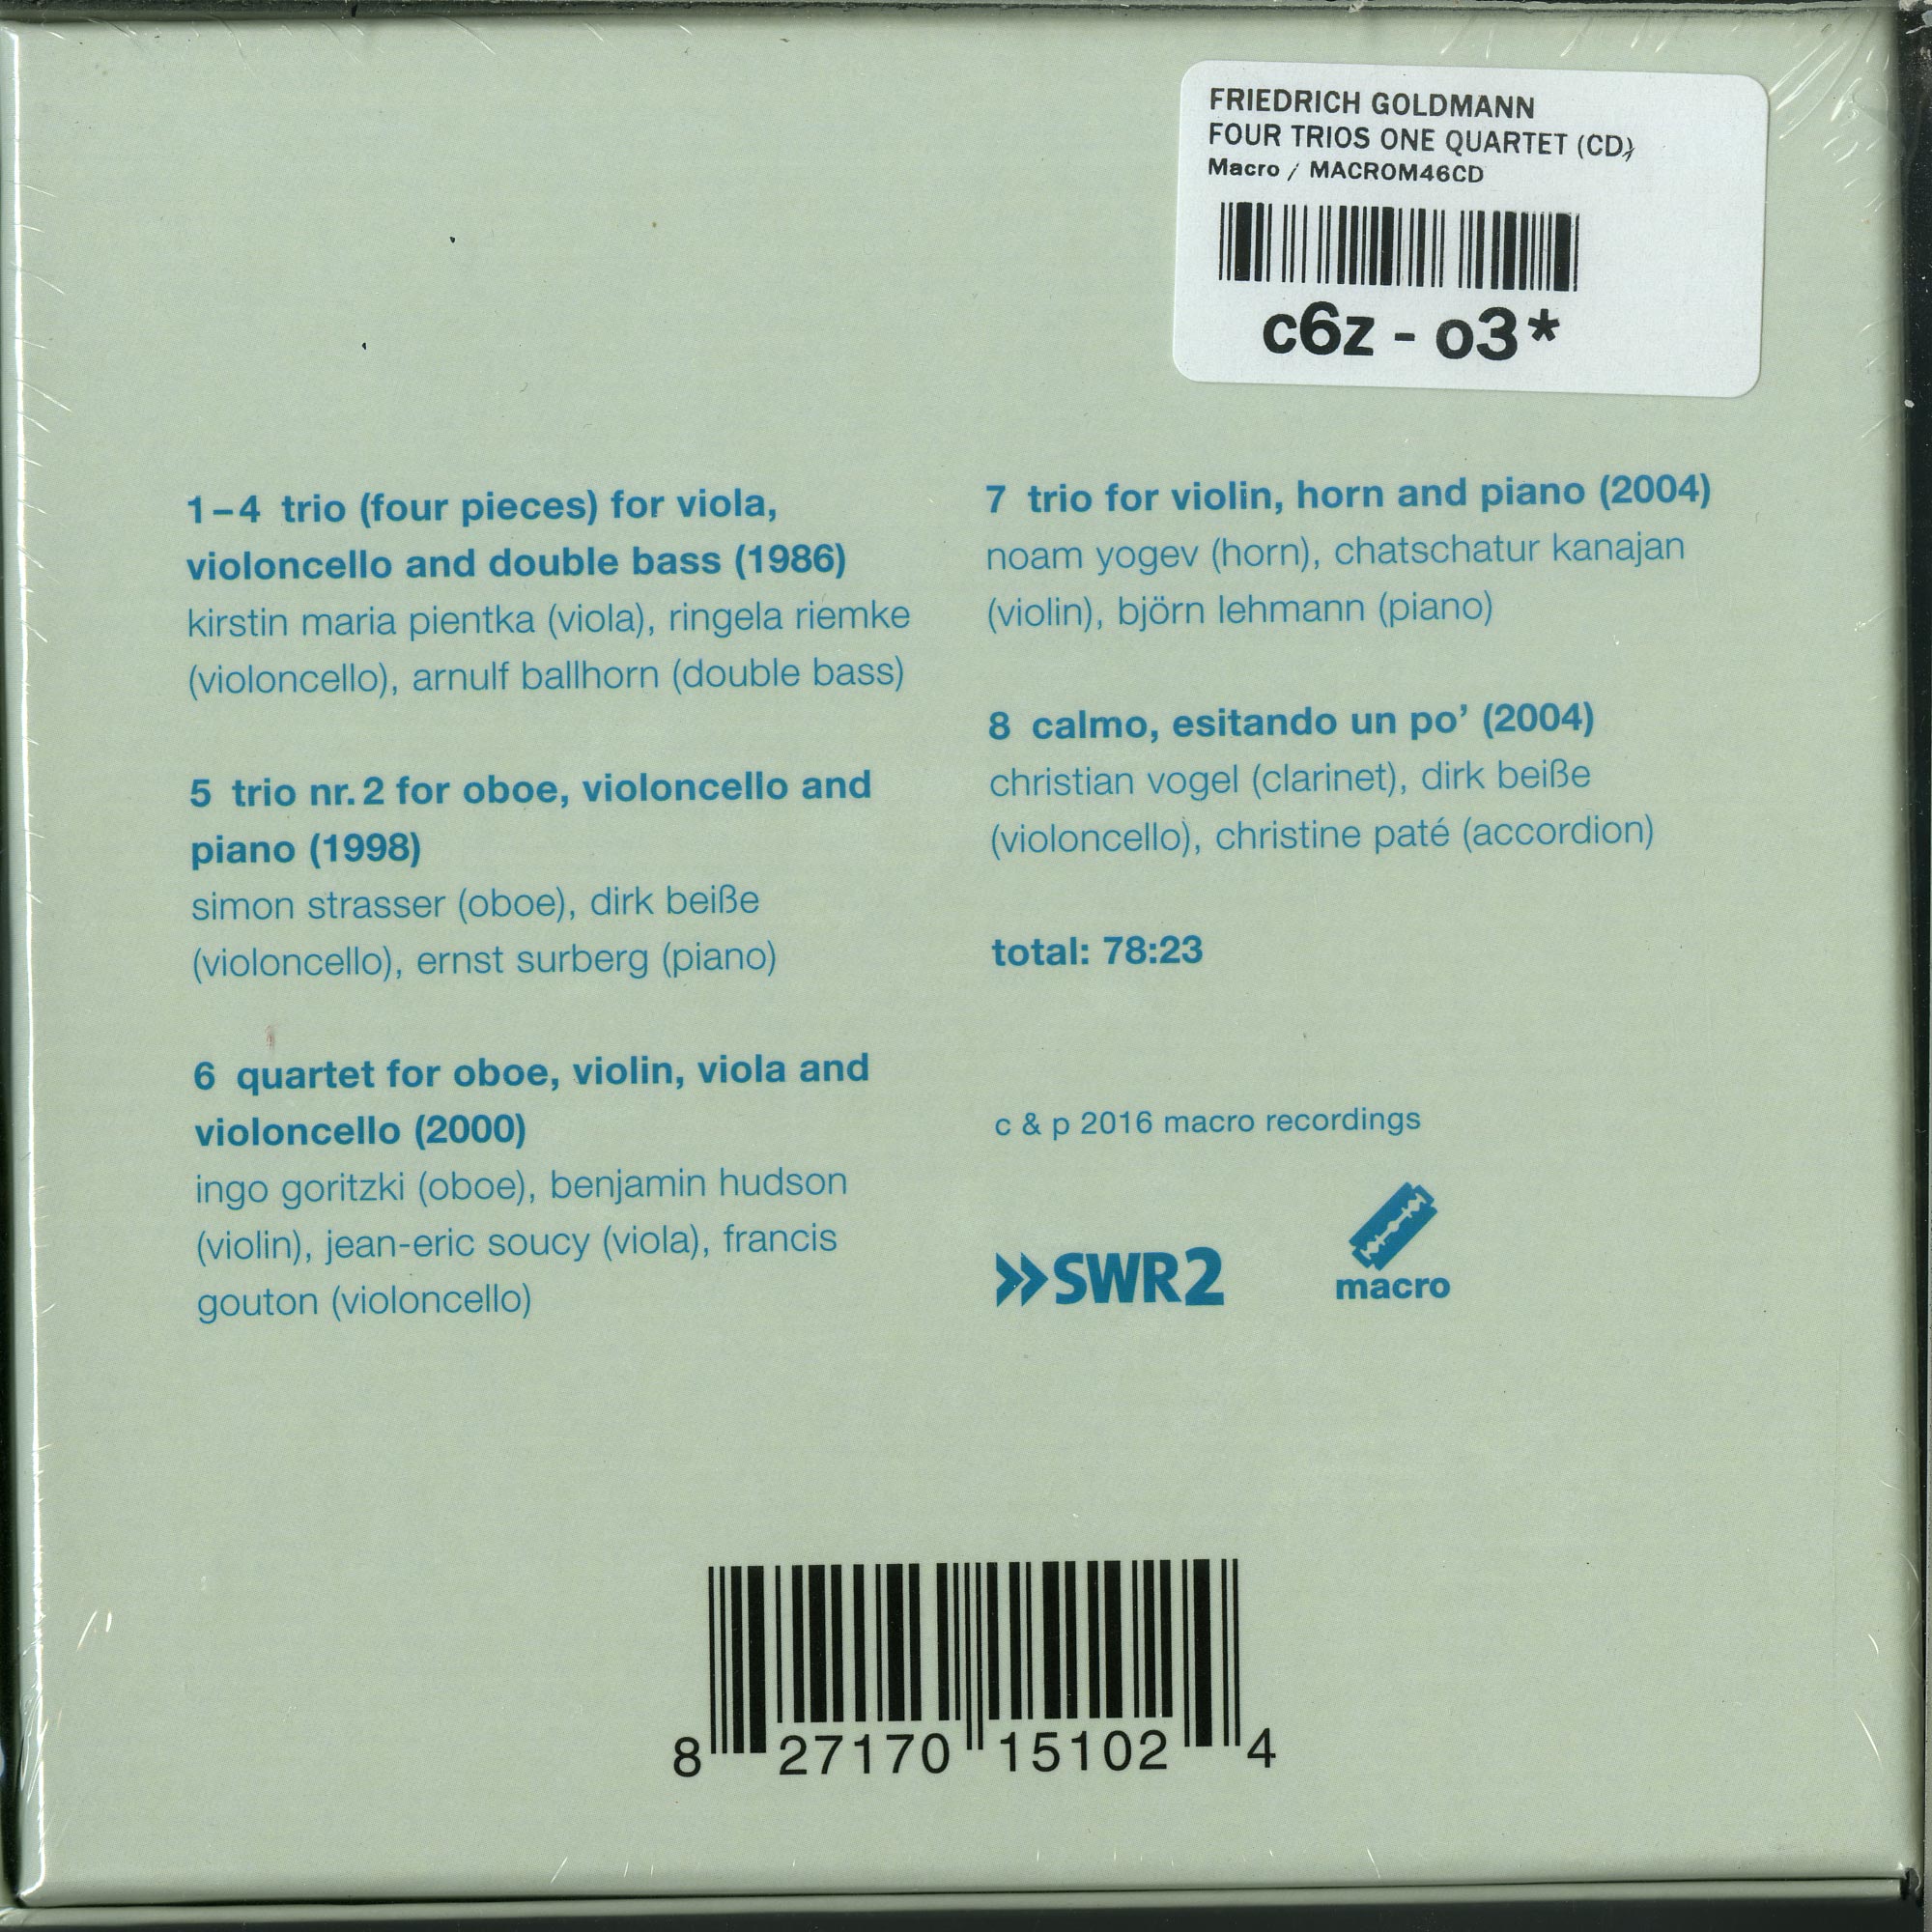 FRIEDRICH GOLDMANN
FOUR TRIOS ONE QUARTET (CD)
Macro / MACROM46CD
c6z - o3*
1–4 trio (four pieces) for viola,
violoncello and double bass (1986)
kirstin maria pientka (viola), ringela riemke
(violoncello), arnulf ballhorn (double bass)
5 trio nr. 2 for oboe, violoncello and
piano (1998)
simon strasser (oboe), dirk beiße
(violoncello), ernst surberg (piano)
6 quartet for oboe, violin, viola and
violoncello (2000)
ingo goritzki (oboe), benjamin hudson
(violin), jean-eric soucy (viola), francis
gouton (violoncello)
7 trio for violin, horn and piano (2004)
noam yogev (horn), chatschatur kanajan
(violin), björn lehmann (piano)
8 calmo, esitando un po’ (2004)
christian vogel (clarinet), dirk beiße
(violoncello), christine paté (accordion)
total: 78:23
c & p 2016 macro recordings
SWR2
macro
8 27170 15102 4